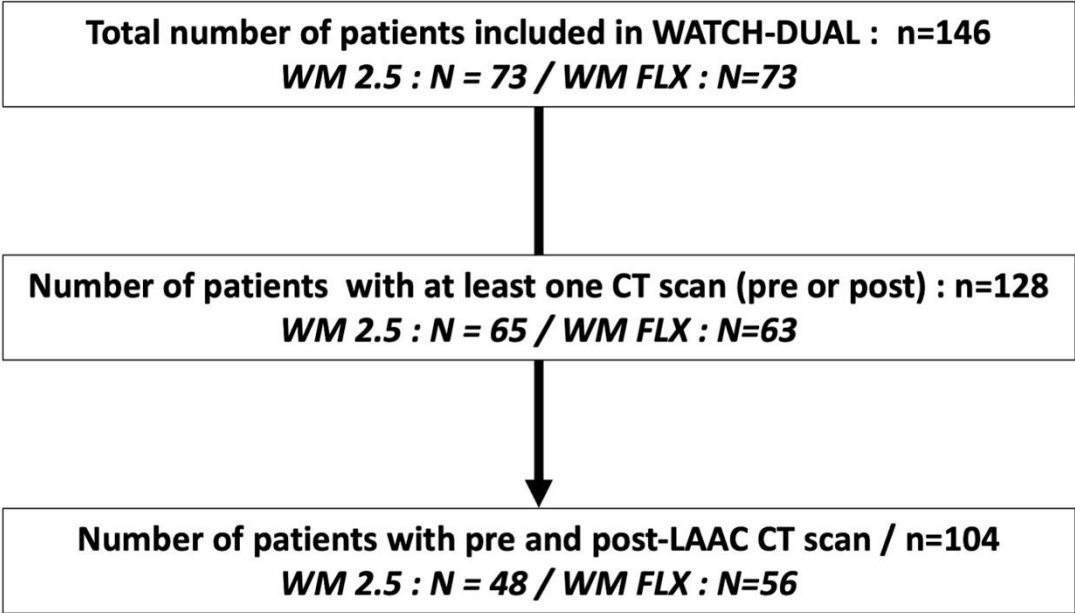 Total number of patients included in WATCH-DUAL : n=146
WM 2.5 : N = 73 / WM FLX : N=73
Number of patients with at least one CT scan (pre or post) : n=128
WM 2.5 : N = 65 / WM FLX : N=63
Number of patients with pre and post-LAAC CT scan / n=104
WM 2.5 : N = 48 / WM FLX : N=56